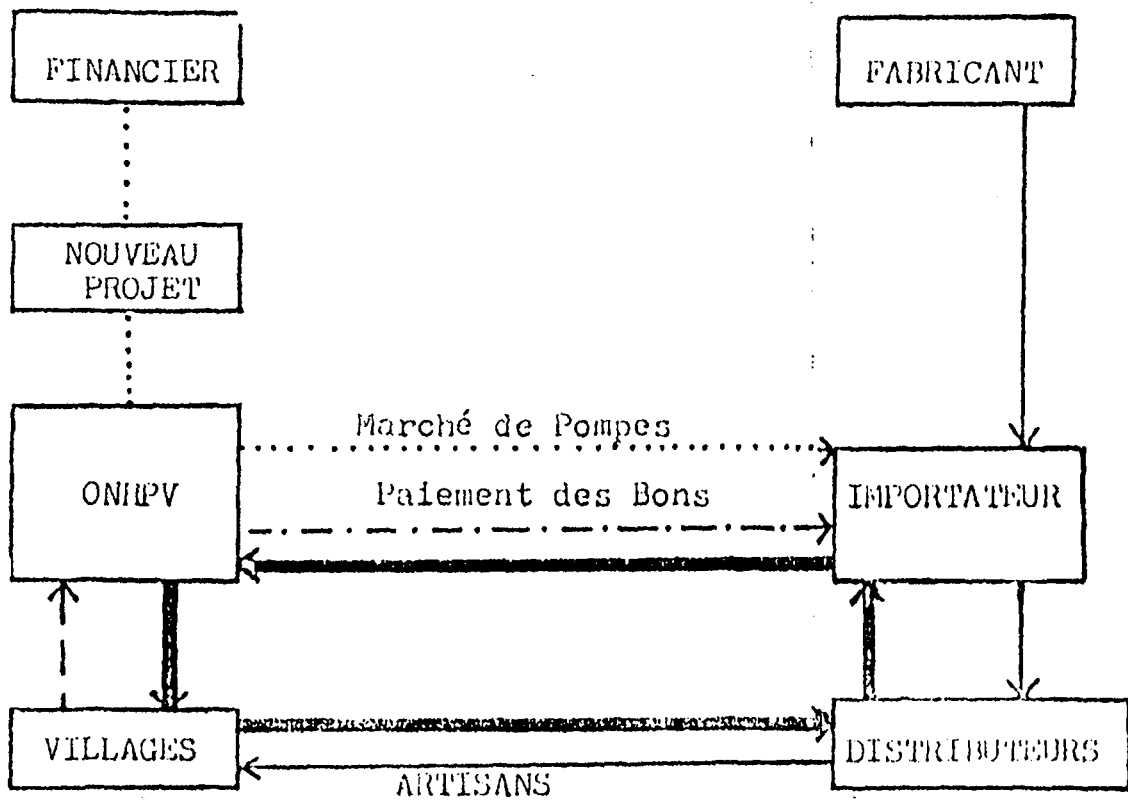 FINANCIER
FABRICANT
NOUVEAU
PROJET
Marché de Pompes
ONHPV
Paiement des Bons
IMPORTATEUR
VILLAGES
DISTRIBUTEURS
ARTISANS